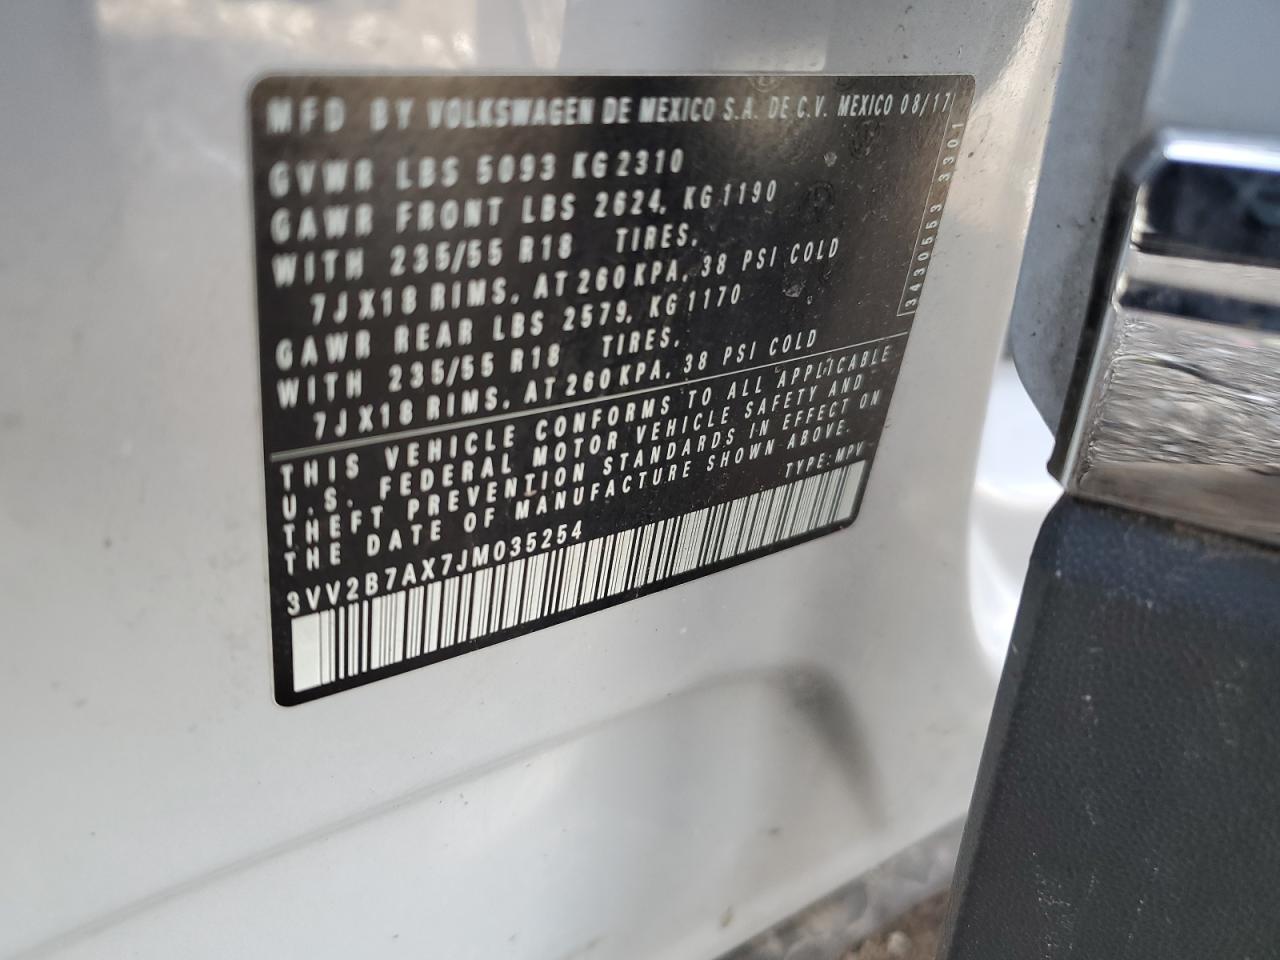 MFD BY VOLKSWAGEN DE MEXICO S.A. DE C.V. MEXICO 08/17
GVWR LBS 5093 KG 2310
GAWR FRONT LBS 2624, KG 1190
WITH 235/55 R18 TIRES,
7JX18 RIMS, AT 260 KPA, 38 PSI COLD
GAWR REAR LBS 2579, KG 1170
WITH 235/55 R18 TIRES,
7JX18 RIMS, AT 260 KPA, 38 PSI COLD
3430553 3301
THIS VEHICLE CONFORMS TO ALL APPLICABLE
U.S. FEDERAL MOTOR VEHICLE SAFETY AND
THEFT PREVENTION STANDARDS IN EFFECT ON
THE DATE OF MANUFACTURE SHOWN ABOVE.
TYPE: MPV
3VV2B7AX7JM035254